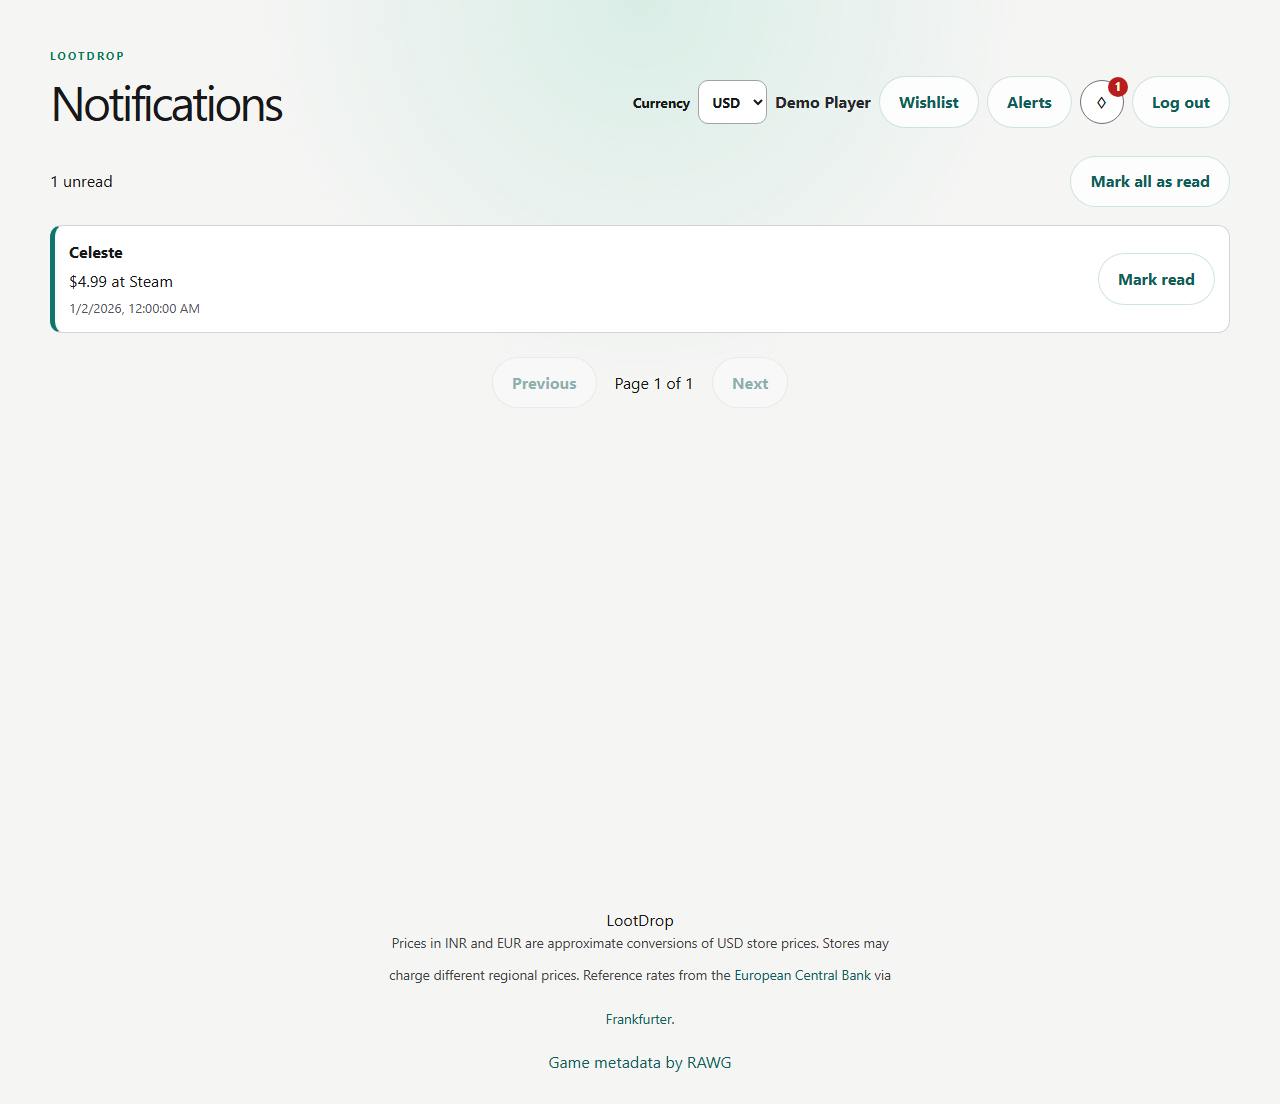 LOOTDROP
Notifications
Currency USD Demo Player Wishlist Alerts ◊ 1 Log out
1 unread Mark all as read
Celeste
$4.99 at Steam
1/2/2026, 12:00:00 AM
Mark read
Previous Page 1 of 1 Next
LootDrop
Prices in INR and EUR are approximate conversions of USD store prices. Stores may
charge different regional prices. Reference rates from the European Central Bank via
Frankfurter.
Game metadata by RAWG